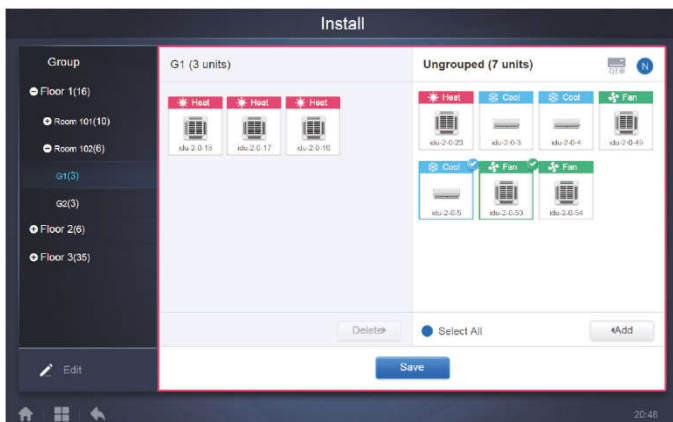 Install
Group
Floor 1(16)
Room 101(10)
Room 102(6)
G1(3)
G2(3)
Floor 2(6)
Floor 3(35)
Edit
G1 (3 units)
Heat Heat Heat
idu-2-0-18 idu-2-0-17 idu-2-0-16
Delete
Ungrouped (7 units)
N
Heat Cool Cool Fan
idu-2-0-23 idu-2-0-3 idu-2-0-4 idu-2-0-49
Cool Fan Fan
idu-2-0-5 idu-2-0-53 idu-2-0-54
Select All
Add
Save
20:46